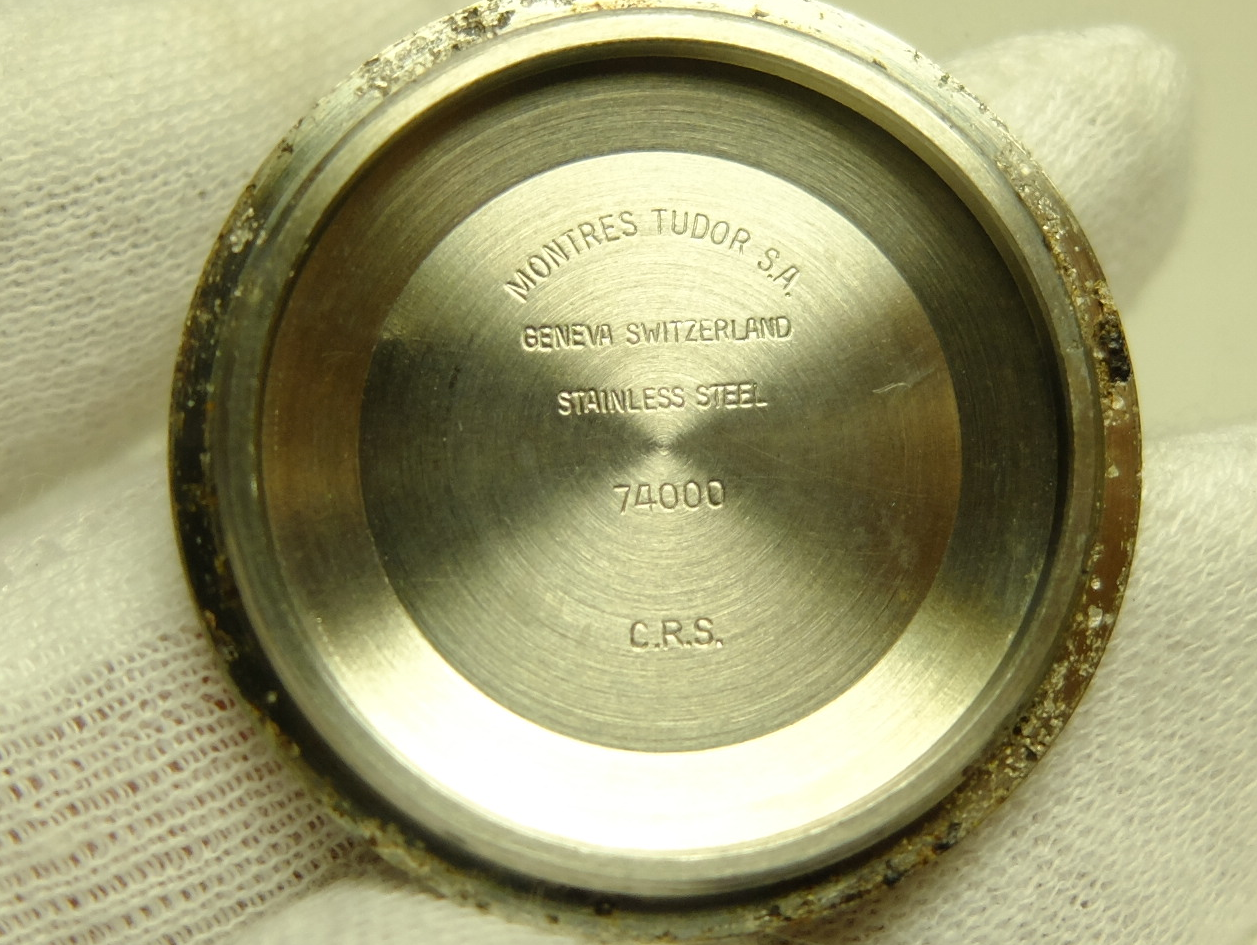 MONTRES TUDOR S.A.
GENEVA SWITZERLAND
STAINLESS STEEL
74000
C.R.S.